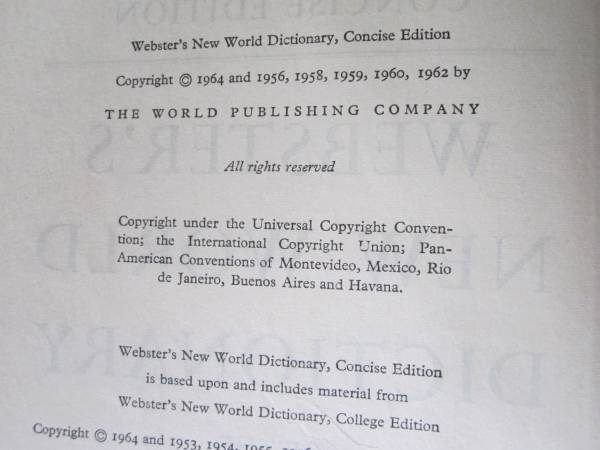 Webster's New World Dictionary, Concise Edition
Copyright © 1964 and 1956, 1958, 1959, 1960, 1962 by
THE WORLD PUBLISHING COMPANY
All rights reserved
Copyright under the Universal Copyright Conven-
tion; the International Copyright Union; Pan-
American Conventions of Montevideo, Mexico, Rio
de Janeiro, Buenos Aires and Havana.
Webster's New World Dictionary, Concise Edition
is based upon and includes material from
Webster's New World Dictionary, College Edition
Copyright © 1964 and 1953, 1954,